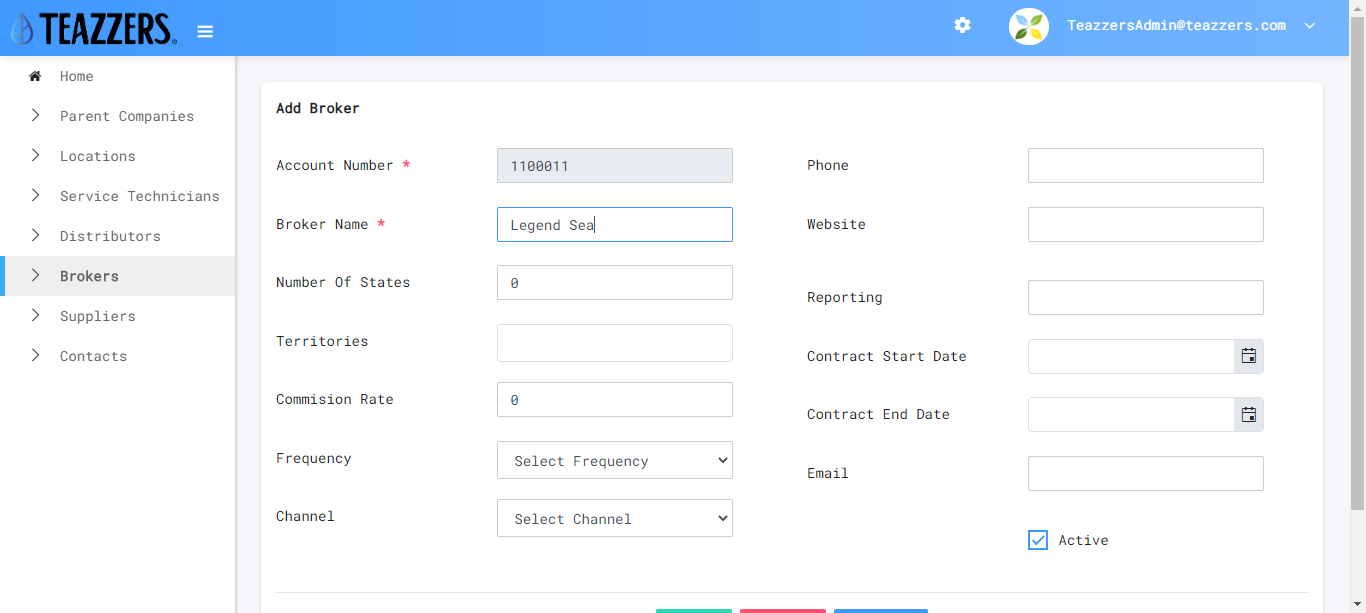 TEAZZERS
TeazzersAdmin@teazzers.com
Home
Parent Companies
Locations
Service Technicians
Distributors
Brokers
Suppliers
Contacts
Add Broker
Account Number *
1100011
Broker Name *
Legend Sea
Number Of States
0
Territories
Commision Rate
0
Frequency
Select Frequency
Channel
Select Channel
Phone
Website
Reporting
Contract Start Date
Contract End Date
Email
Active